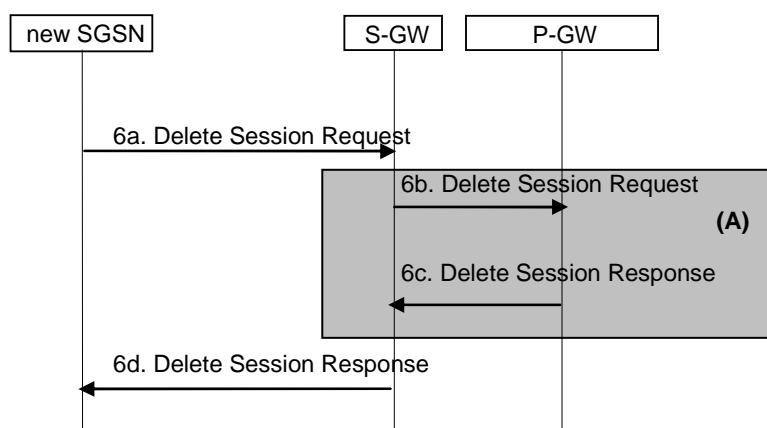 new SGSN
S-GW
P-GW
6a. Delete Session Request
6b. Delete Session Request
(A)
6c. Delete Session Response
6d. Delete Session Response